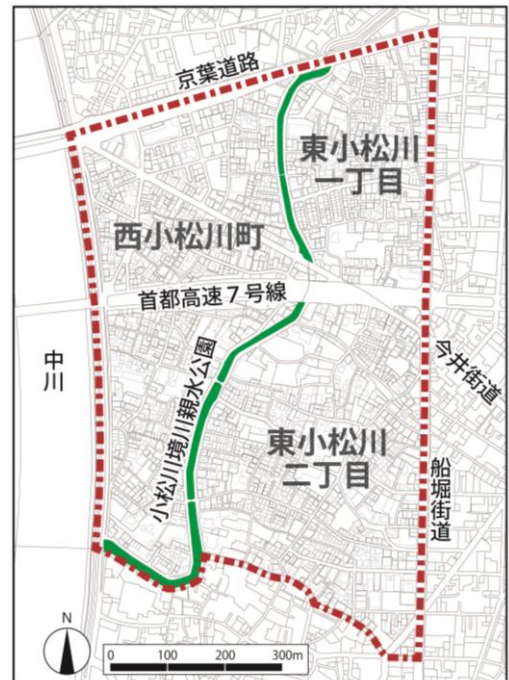 京葉道路
東小松川
一丁目
西小松川町
首都高速7号線
中川
今井街道
小松川境川親水公園
東小松川
二丁目
船堀街道
N
0 100 200 300m